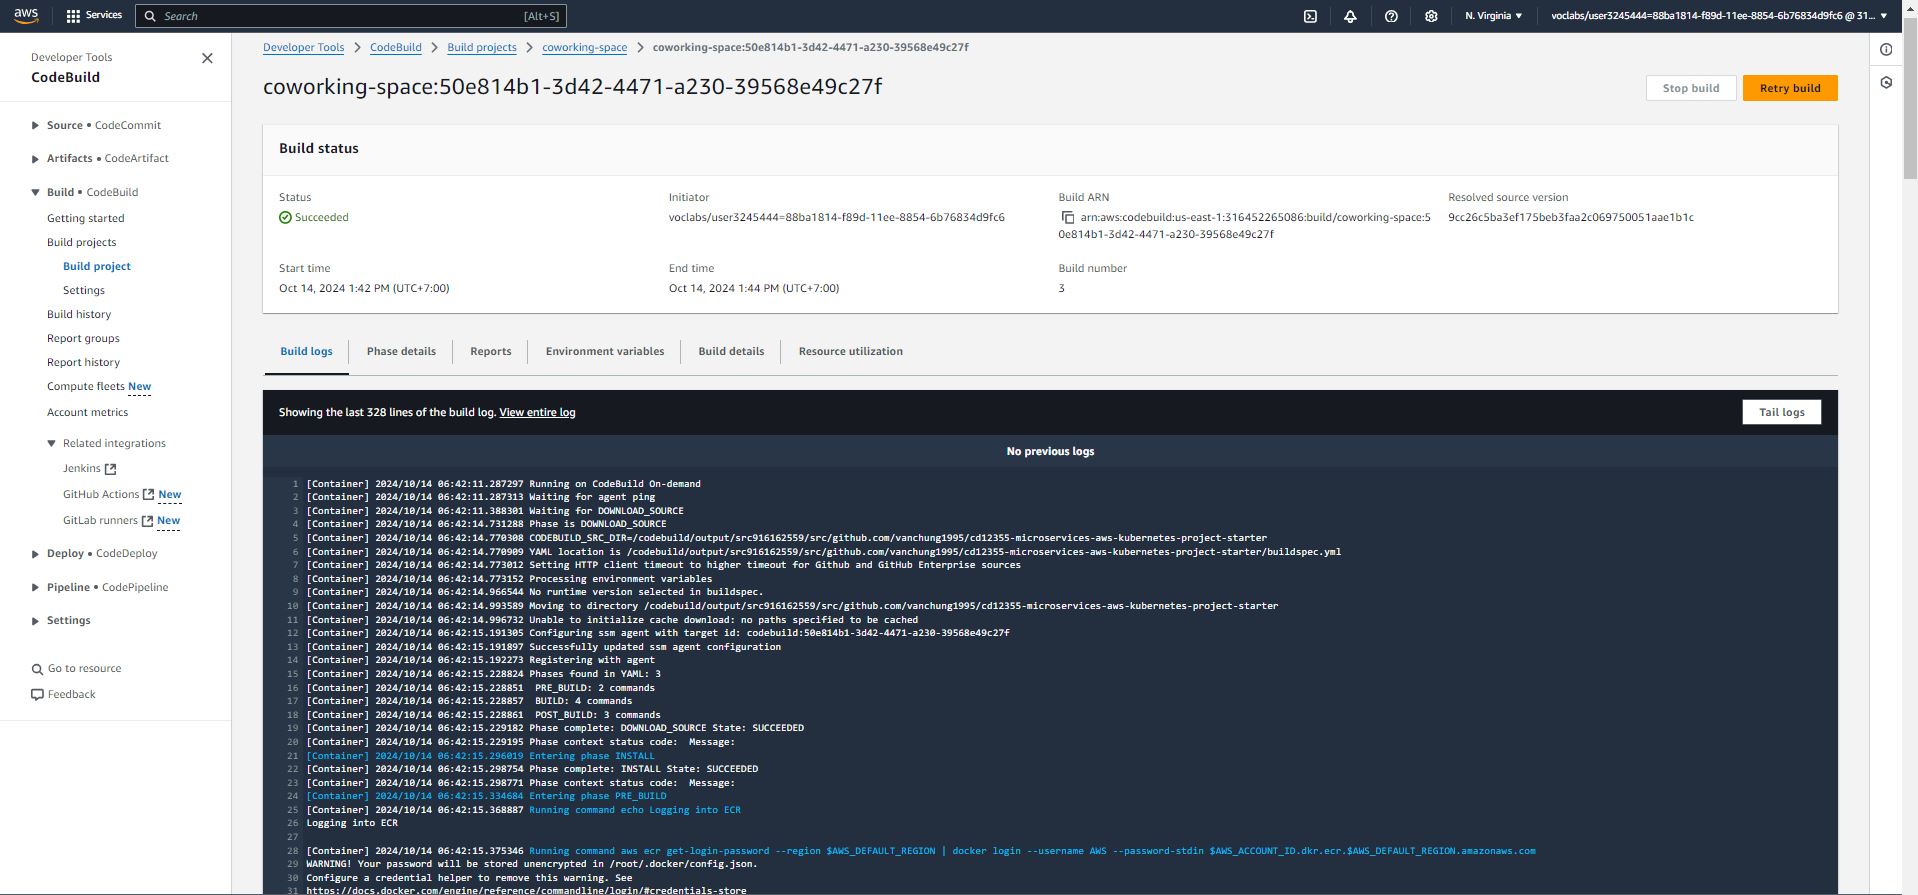 aws Services Search [Alt+S] N. Virginia voclabs/user3245444=88ba1814-f89d-11ee-8854-6b76834d9fc6 @ 31...
Developer Tools
CodeBuild
Source • CodeCommit
Artifacts • CodeArtifact
Build • CodeBuild
Getting started
Build projects
Build project
Settings
Build history
Report groups
Report history
Compute fleets New
Account metrics
Related integrations
Jenkins
GitHub Actions New
GitLab runners New
Deploy • CodeDeploy
Pipeline • CodePipeline
Settings
Go to resource
Feedback
Developer Tools CodeBuild Build projects coworking-space coworking-space:50e814b1-3d42-4471-a230-39568e49c27f
coworking-space:50e814b1-3d42-4471-a230-39568e49c27f
Stop build Retry build
Build status
Status
Succeeded
Initiator
voclabs/user3245444=88ba1814-f89d-11ee-8854-6b76834d9fc6
Build ARN
arn:aws:codebuild:us-east-1:316452265086:build/coworking-space:5
0e814b1-3d42-4471-a230-39568e49c27f
Resolved source version
9cc26c5ba3ef175beb3faa2c069750051aae1b1c
Start time
Oct 14, 2024 1:42 PM (UTC+7:00)
End time
Oct 14, 2024 1:44 PM (UTC+7:00)
Build number
3
Build logs Phase details Reports Environment variables Build details Resource utilization
Showing the last 328 lines of the build log. View entire log Tail logs
No previous logs
1 [Container] 2024/10/14 06:42:11.287297 Running on CodeBuild On-demand
2 [Container] 2024/10/14 06:42:11.287313 Waiting for agent ping
3 [Container] 2024/10/14 06:42:11.388301 Waiting for DOWNLOAD_SOURCE
4 [Container] 2024/10/14 06:42:14.731288 Phase is DOWNLOAD_SOURCE
5 [Container] 2024/10/14 06:42:14.770308 CODEBUILD_SRC_DIR=/codebuild/output/src916162559/src/github.com/vanchung1995/cd12355-microservices-aws-kubernetes-project-starter
6 [Container] 2024/10/14 06:42:14.770909 YAML location is /codebuild/output/src916162559/src/github.com/vanchung1995/cd12355-microservices-aws-kubernetes-project-starter/buildspec.yml
7 [Container] 2024/10/14 06:42:14.773012 Setting HTTP client timeout to higher timeout for Github and GitHub Enterprise sources
8 [Container] 2024/10/14 06:42:14.773152 Processing environment variables
9 [Container] 2024/10/14 06:42:14.966544 No runtime version selected in buildspec.
10 [Container] 2024/10/14 06:42:14.993589 Moving to directory /codebuild/output/src916162559/src/github.com/vanchung1995/cd12355-microservices-aws-kubernetes-project-starter
11 [Container] 2024/10/14 06:42:14.996732 Unable to initialize cache download: no paths specified to be cached
12 [Container] 2024/10/14 06:42:15.191305 Configuring ssm agent with target id: codebuild:50e814b1-3d42-4471-a230-39568e49c27f
13 [Container] 2024/10/14 06:42:15.191897 Successfully updated ssm agent configuration
14 [Container] 2024/10/14 06:42:15.192273 Registering with agent
15 [Container] 2024/10/14 06:42:15.228824 Phases found in YAML: 3
16 [Container] 2024/10/14 06:42:15.228851  PRE_BUILD: 2 commands
17 [Container] 2024/10/14 06:42:15.228857  BUILD: 4 commands
18 [Container] 2024/10/14 06:42:15.228861  POST_BUILD: 3 commands
19 [Container] 2024/10/14 06:42:15.229182 Phase complete: DOWNLOAD_SOURCE State: SUCCEEDED
20 [Container] 2024/10/14 06:42:15.229195 Phase context status code:  Message:
21 [Container] 2024/10/14 06:42:15.296019 Entering phase INSTALL
22 [Container] 2024/10/14 06:42:15.298754 Phase complete: INSTALL State: SUCCEEDED
23 [Container] 2024/10/14 06:42:15.298771 Phase context status code:  Message:
24 [Container] 2024/10/14 06:42:15.334684 Entering phase PRE_BUILD
25 [Container] 2024/10/14 06:42:15.368887 Running command echo Logging into ECR
26 Logging into ECR
27
28 [Container] 2024/10/14 06:42:15.375346 Running command aws ecr get-login-password --region $AWS_DEFAULT_REGION | docker login --username AWS --password-stdin $AWS_ACCOUNT_ID.dkr.ecr.$AWS_DEFAULT_REGION.amazonaws.com
29 WARNING! Your password will be stored unencrypted in /root/.docker/config.json.
30 Configure a credential helper to remove this warning. See
31 https://docs.docker.com/engine/reference/commandline/login/#credentials-store